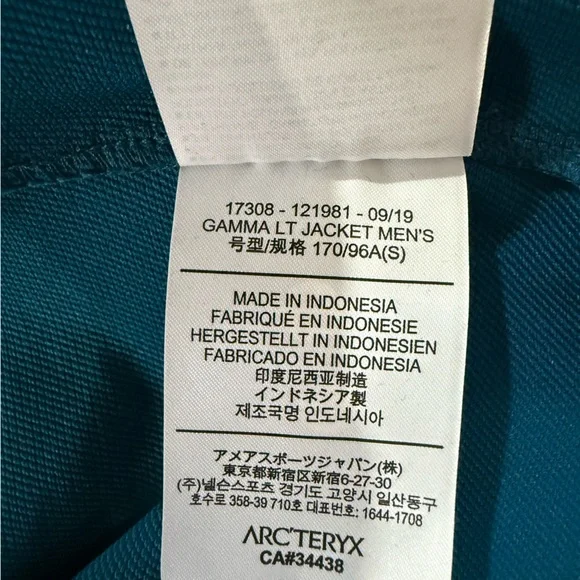 17308 - 121981 - 09/19
GAMMA LT JACKET MEN'S
号型/规格 170/96A(S)
MADE IN INDONESIA
FABRIQUÉ EN INDONESIE
HERGESTELLT IN INDONESIEN
FABRICADO EN INDONESIA
印度尼西亚制造
インドネシア製
제조국명 인도네시아
アメアスポーツジャパン(株)
東京都新宿区新宿6-27-30
(주)넬슨스포츠 경기도 고양시 일산동구
호수로 358-39 710호 대표번호: 1644-1708
ARC'TERYX
CA#34438